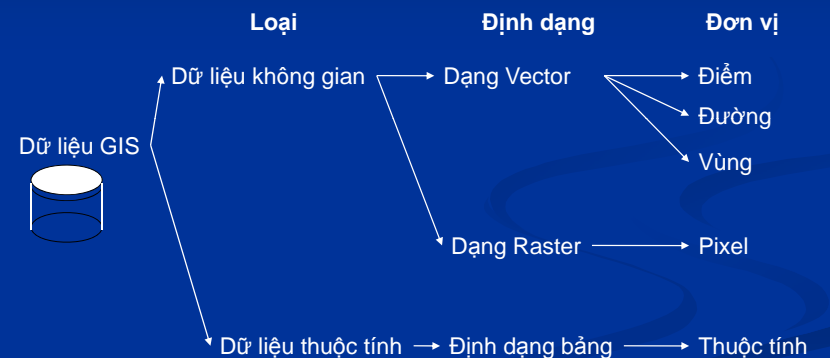 Loại Định dạng Đơn vị
Dữ liệu không gian Dạng Vector Điểm
Đường
Dữ liệu GIS
Vùng
Dạng Raster Pixel
Dữ liệu thuộc tính Định dạng bảng Thuộc tính